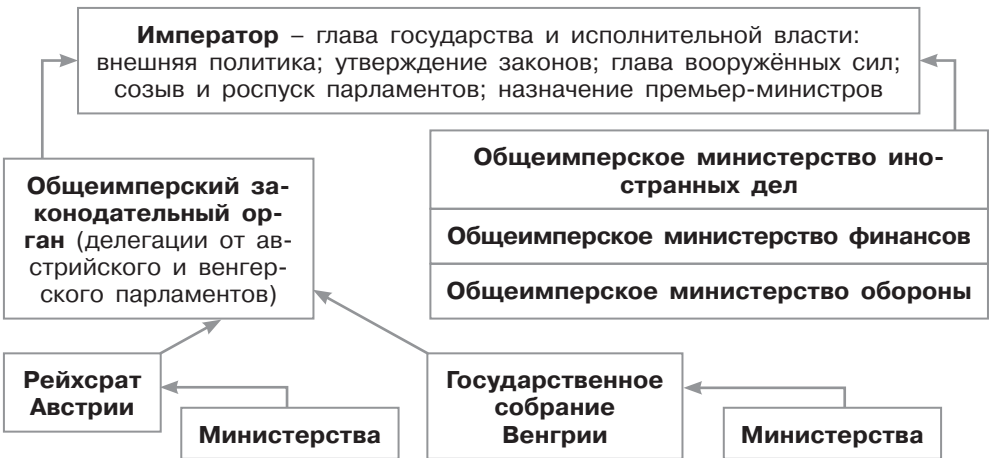 Император – глава государства и исполнительной власти:
внешняя политика; утверждение законов; глава вооружённых сил;
созыв и роспуск парламентов; назначение премьер-министров
Общеимперский за-
конодательный ор-
ган (делегации от ав-
стрийского и венгер-
ского парламентов)
Общеимперское министерство ино-
странных дел
Общеимперское министерство финансов
Общеимперское министерство обороны
Рейхсрат
Австрии
Министерства
Государственное
собрание
Венгрии
Министерства